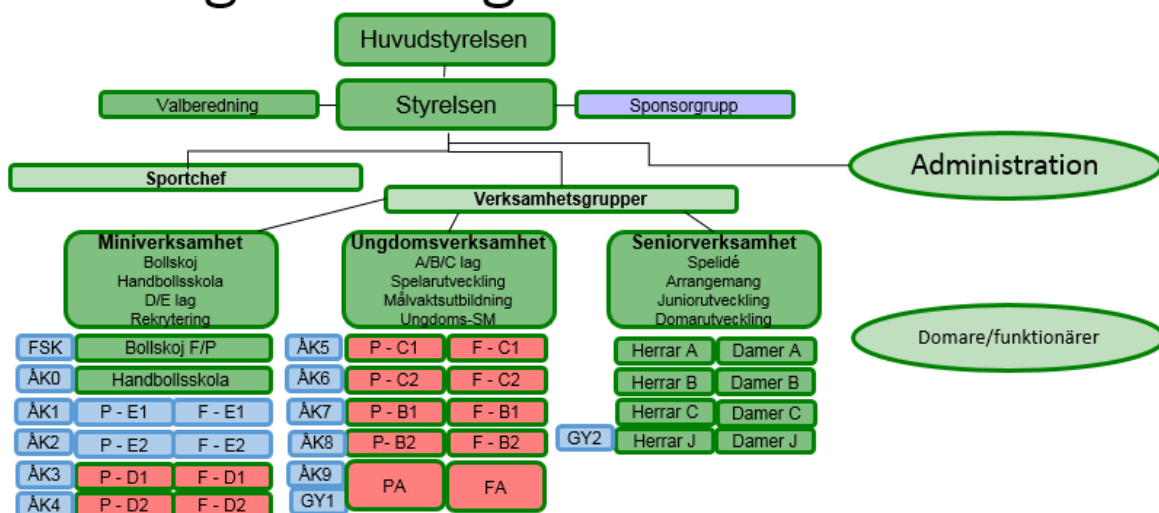 Huvudstyrelsen
Valberedning
Styrelsen
Sponsorgrupp
Administration
Sportchef
Verksamhetsgrupper
Miniverksamhet
Bollskoj
Handbollsskola
D/E lag
Rekrytering
Ungdomsverksamhet
A/B/C lag
Spelarutveckling
Målvaktsutbildning
Ungdoms-SM
Seniorverksamhet
Spelidé
Arrangemang
Juniorutveckling
Domarutveckling
Domare/funktionärer
FSK Bollskoj F/P
ÅK0 Handbollsskola
ÅK1 P - E1 F - E1
ÅK2 P - E2 F - E2
ÅK3 P - D1 F - D1
ÅK4 P - D2 F - D2
ÅK5 P - C1 F - C1
ÅK6 P - C2 F - C2
ÅK7 P - B1 F - B1
ÅK8 P- B2 F - B2
ÅK9
GY1
PA FA
Herrar A Damer A
Herrar B Damer B
Herrar C Damer C
GY2 Herrar J Damer J